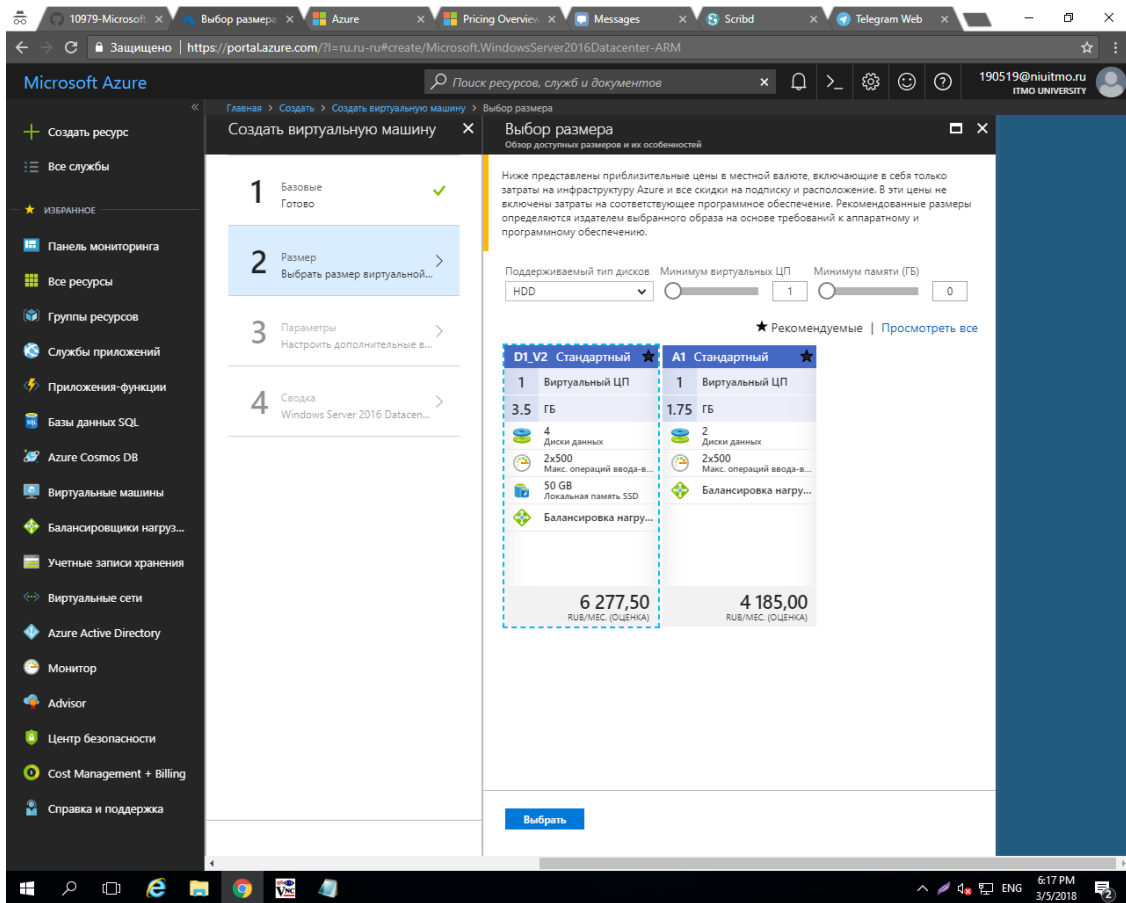 10979-Microsoft
Выбор размера
Azure
Pricing Overview
Messages
Scribd
Telegram Web
Защищено | https://portal.azure.com/?l=ru.ru-ru#create/Microsoft.WindowsServer2016Datacenter-ARM
Microsoft Azure
Поиск ресурсов, служб и документов
190519@niuitmo.ru
ITMO UNIVERSITY
Главная > Создать > Создать виртуальную машину > Выбор размера
Создать ресурс
Все службы
ИЗБРАННОЕ
Панель мониторинга
Все ресурсы
Группы ресурсов
Службы приложений
Приложения-функции
Базы данных SQL
Azure Cosmos DB
Виртуальные машины
Балансировщики нагруз...
Учетные записи хранения
Виртуальные сети
Azure Active Directory
Монитор
Advisor
Центр безопасности
Cost Management + Billing
Справка и поддержка
Создать виртуальную машину
1
Базовые
Готово
2
Размер
Выбрать размер виртуальной...
3
Параметры
Настроить дополнительные в...
4
Сводка
Windows Server 2016 Datacen...
Выбор размера
Обзор доступных размеров и их особенностей
Ниже представлены приблизительные цены в местной валюте, включающие в себя только
затраты на инфраструктуру Azure и все скидки на подписку и расположение. В эти цены не
включены затраты на соответствующее программное обеспечение. Рекомендованные размеры
определяются издателем выбранного образа на основе требований к аппаратному и
программному обеспечению.
Поддерживаемый тип дисков
HDD
Минимум виртуальных ЦП
1
Минимум памяти (ГБ)
0
Рекомендуемые | Просмотреть все
D1_V2 Стандартный
1 Виртуальный ЦП
3.5 ГБ
4
Диски данных
2x500
Макс. операций ввода-в...
50 GB
Локальная память SSD
Балансировка нагру...
6 277,50
RUB/МЕС. (ОЦЕНКА)
A1 Стандартный
1 Виртуальный ЦП
1.75 ГБ
2
Диски данных
2x500
Макс. операций ввода-в...
Балансировка нагру...
4 185,00
RUB/МЕС. (ОЦЕНКА)
Выбрать
ENG
6:17 PM
3/5/2018
2